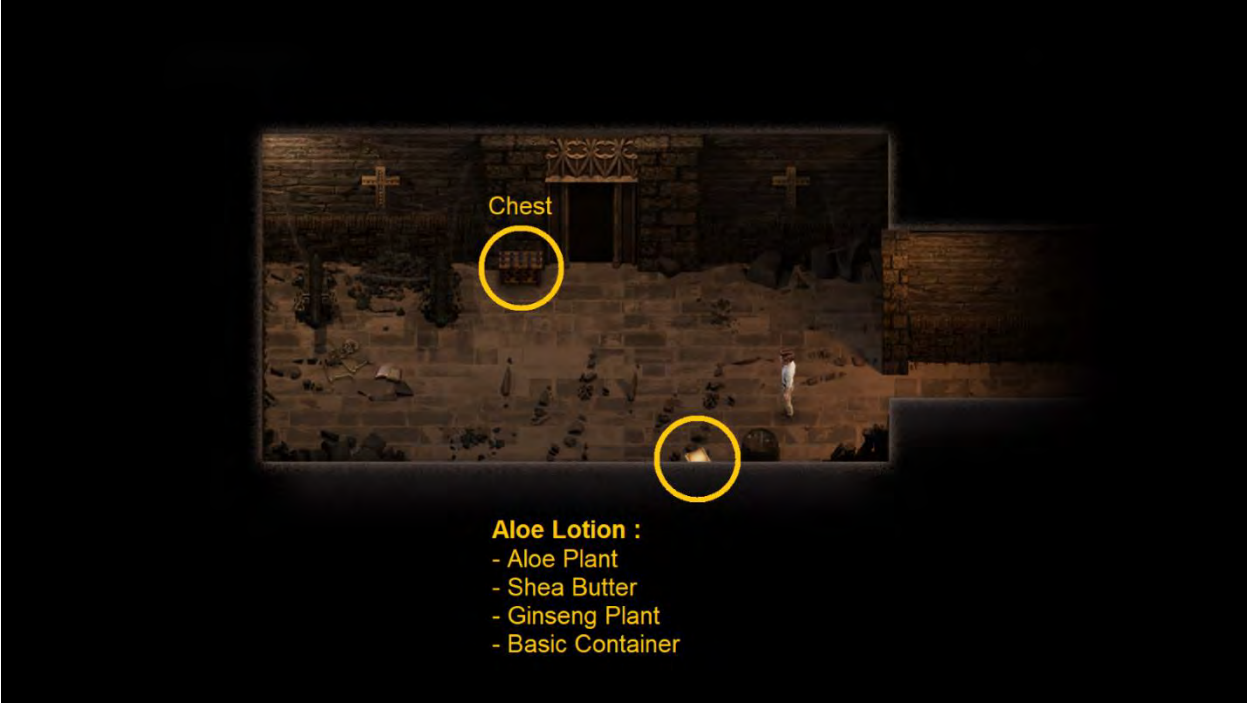 Chest
Aloe Lotion :
- Aloe Plant
- Shea Butter
- Ginseng Plant
- Basic Container